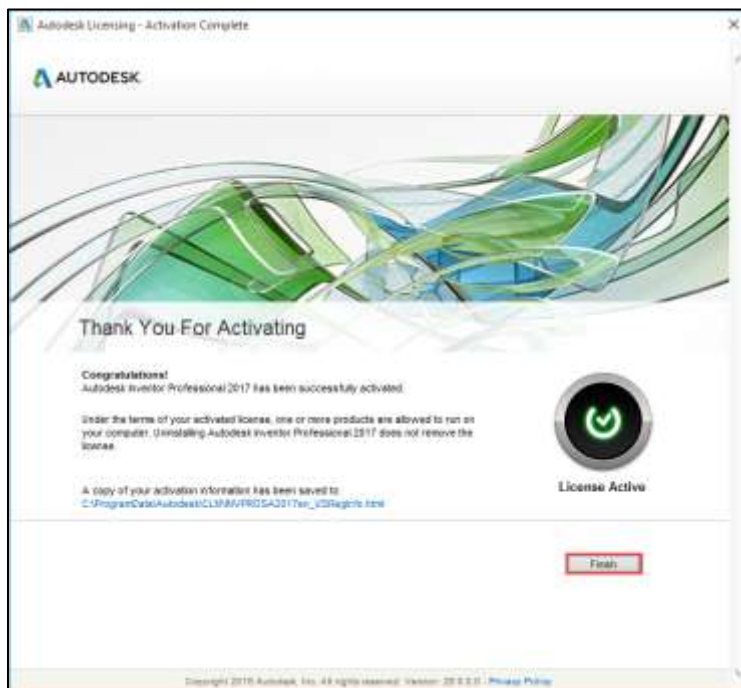 Autodesk Licensing - Activation Complete
AUTODESK.
Thank You For Activating
Congratulations!
Autodesk Inventor Professional 2017 has been successfully activated.
Under the terms of your activated license, one or more products are allowed to run on
your computer. Uninstalling Autodesk Inventor Professional 2017 does not remove the
license.
License Active
A copy of your activation information has been saved to:
Finish
Copyright 2016 Autodesk, Inc. All rights reserved. Version: - Privacy Policy